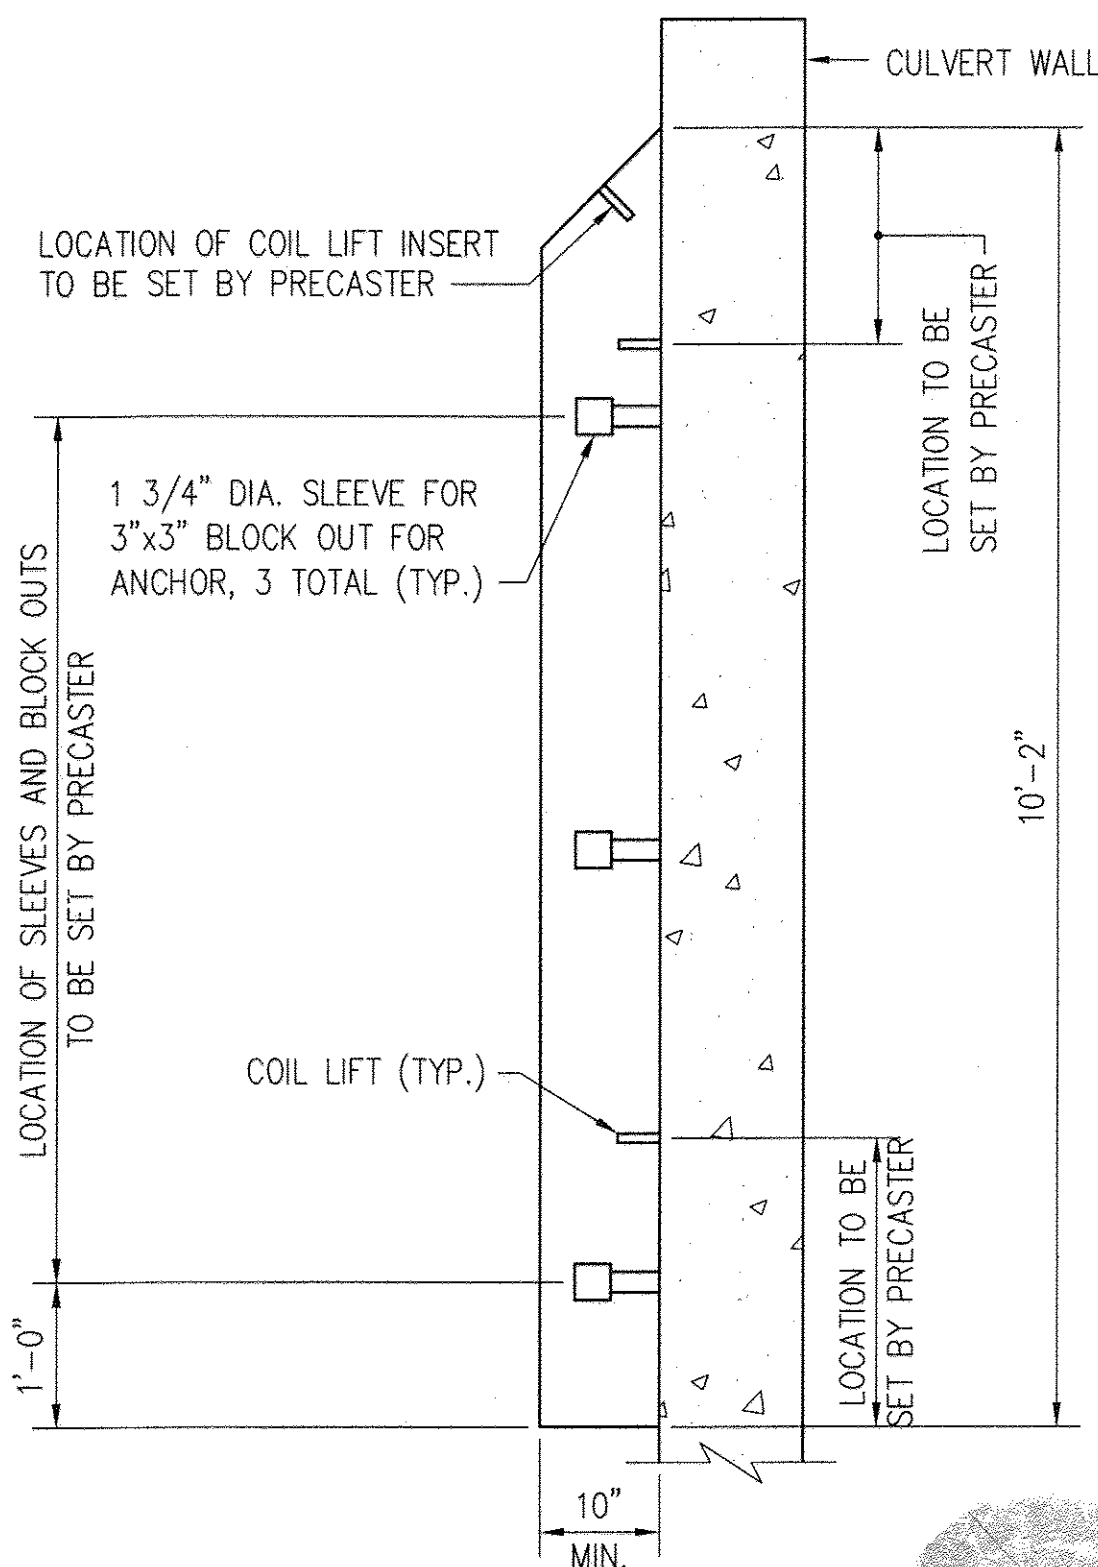 CULVERT WALL
LOCATION OF COIL LIFT INSERT
TO BE SET BY PRECASTER
LOCATION TO BE
SET BY PRECASTER
1 3/4" DIA. SLEEVE FOR
3"x3" BLOCK OUT FOR
ANCHOR, 3 TOTAL (TYP.)
LOCATION OF SLEEVES AND BLOCK OUTS
TO BE SET BY PRECASTER
10'-2"
COIL LIFT (TYP.)
LOCATION TO BE
SET BY PRECASTER
1'-0"
10"
MIN.